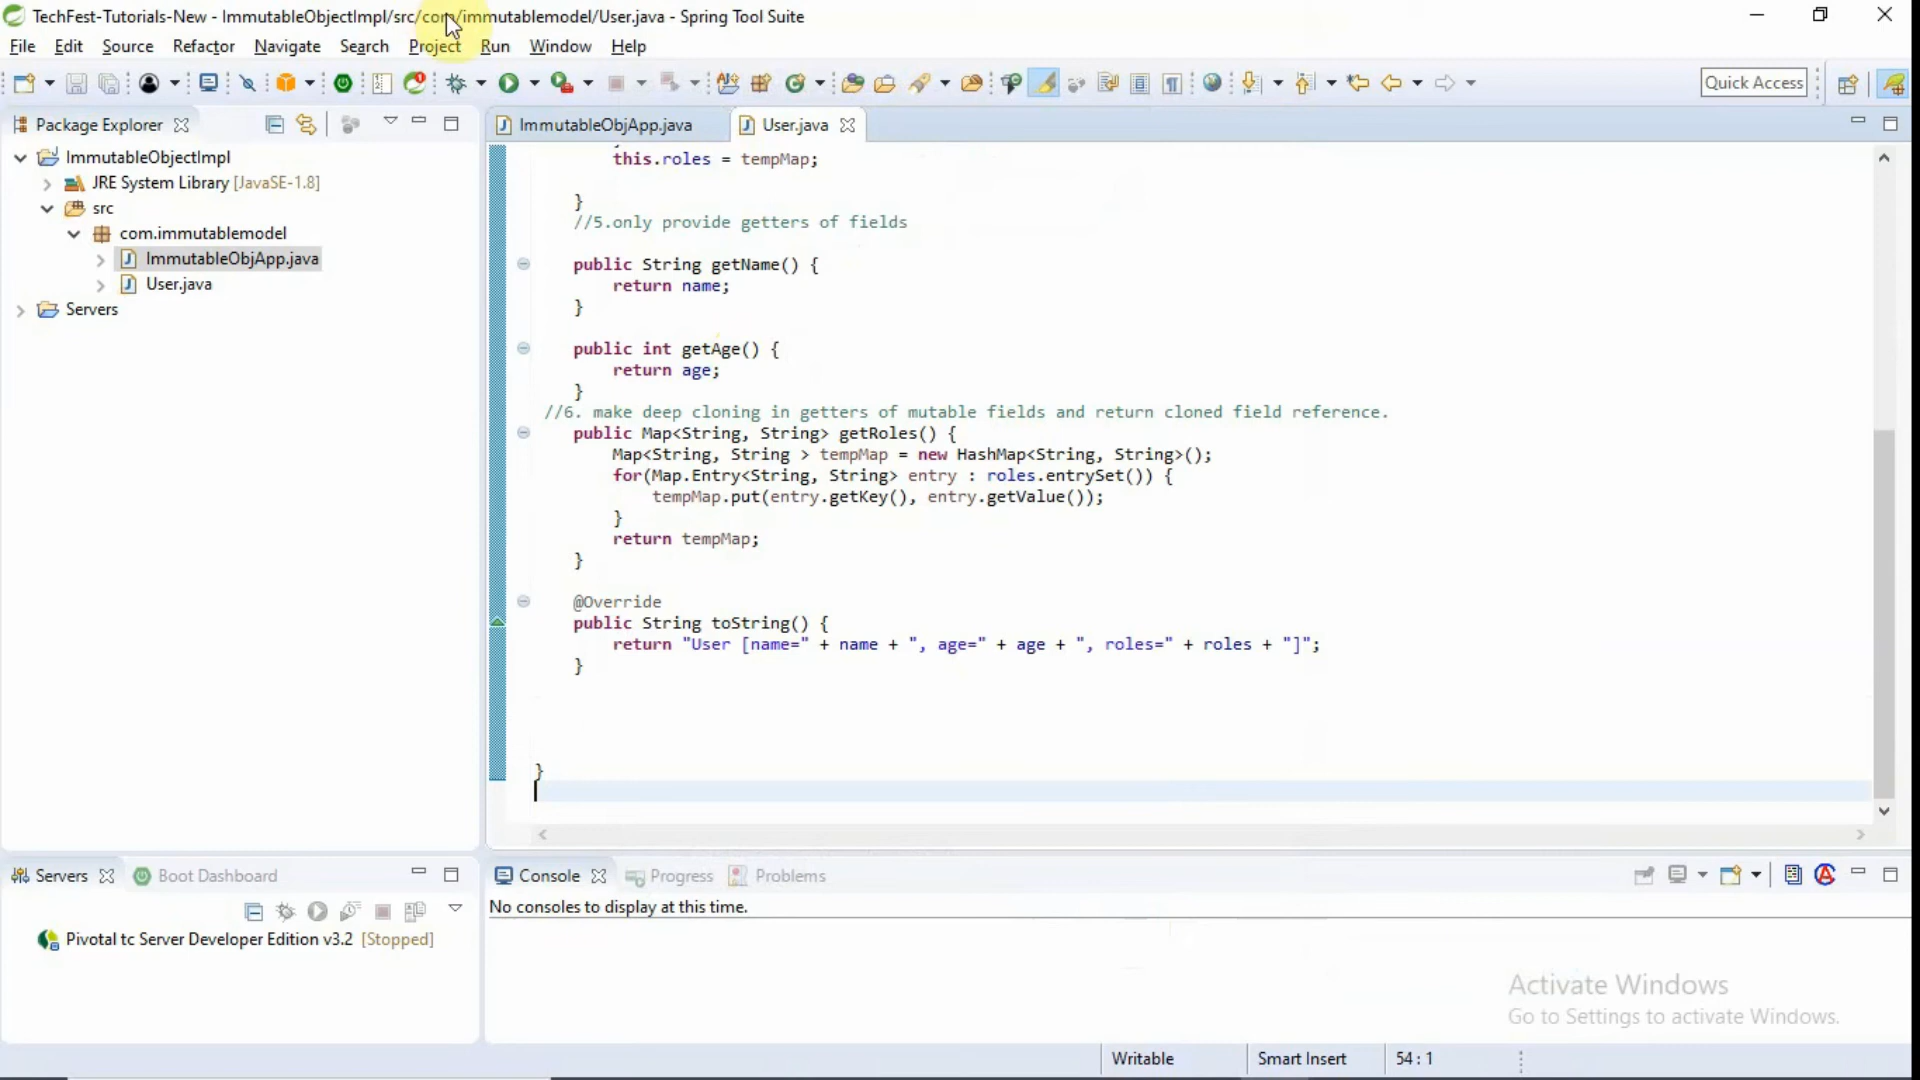 TechFest-Tutorials-New - ImmutableObjectImpl/src/com/immutablemodel/User.java - Spring Tool Suite
File Edit Source Refactor Navigate Search Project Run Window Help
Quick Access
Package Explorer
ImmutableObjectImpl
JRE System Library [JavaSE-1.8]
src
com.immutablemodel
ImmutableObjApp.java
User.java
Servers
ImmutableObjApp.java User.java
this.roles = tempMap;
}
//5.only provide getters of fields
public String getName() {
return name;
}
public int getAge() {
return age;
}
//6. make deep cloning in getters of mutable fields and return cloned field reference.
public Map<String, String> getRoles() {
Map<String, String > tempMap = new HashMap<String, String>();
for(Map.Entry<String, String> entry : roles.entrySet()) {
tempMap.put(entry.getKey(), entry.getValue());
}
return tempMap;
}
@Override
public String toString() {
return "User [name=" + name + ", age=" + age + ", roles=" + roles + "]";
}
}
Servers Boot Dashboard
Pivotal tc Server Developer Edition v3.2 [Stopped]
Console Progress Problems
No consoles to display at this time.
Activate Windows
Go to Settings to activate Windows.
Writable Smart Insert 54 : 1